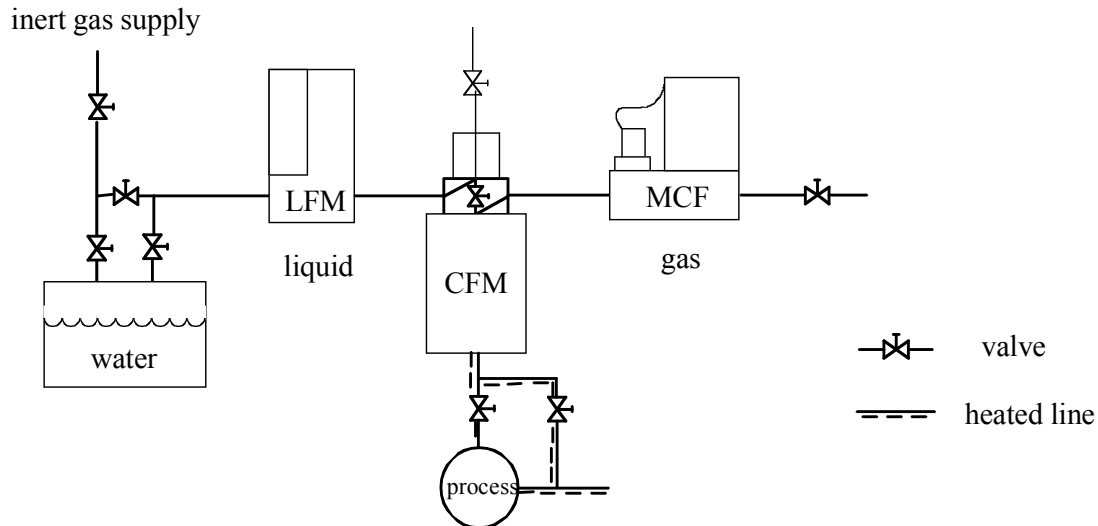 inert gas supply
LFM
MCF
liquid
gas
CFM
water
valve
heated line
process